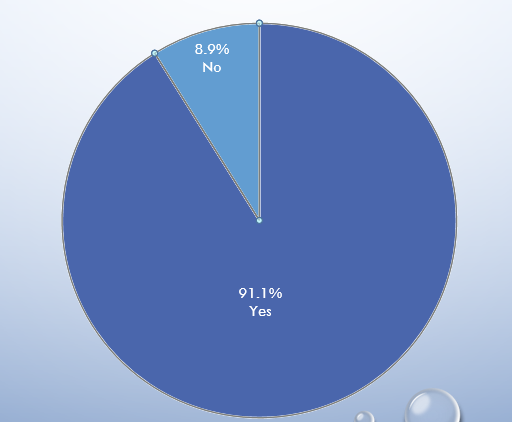 8.9%
No
91.1%
Yes